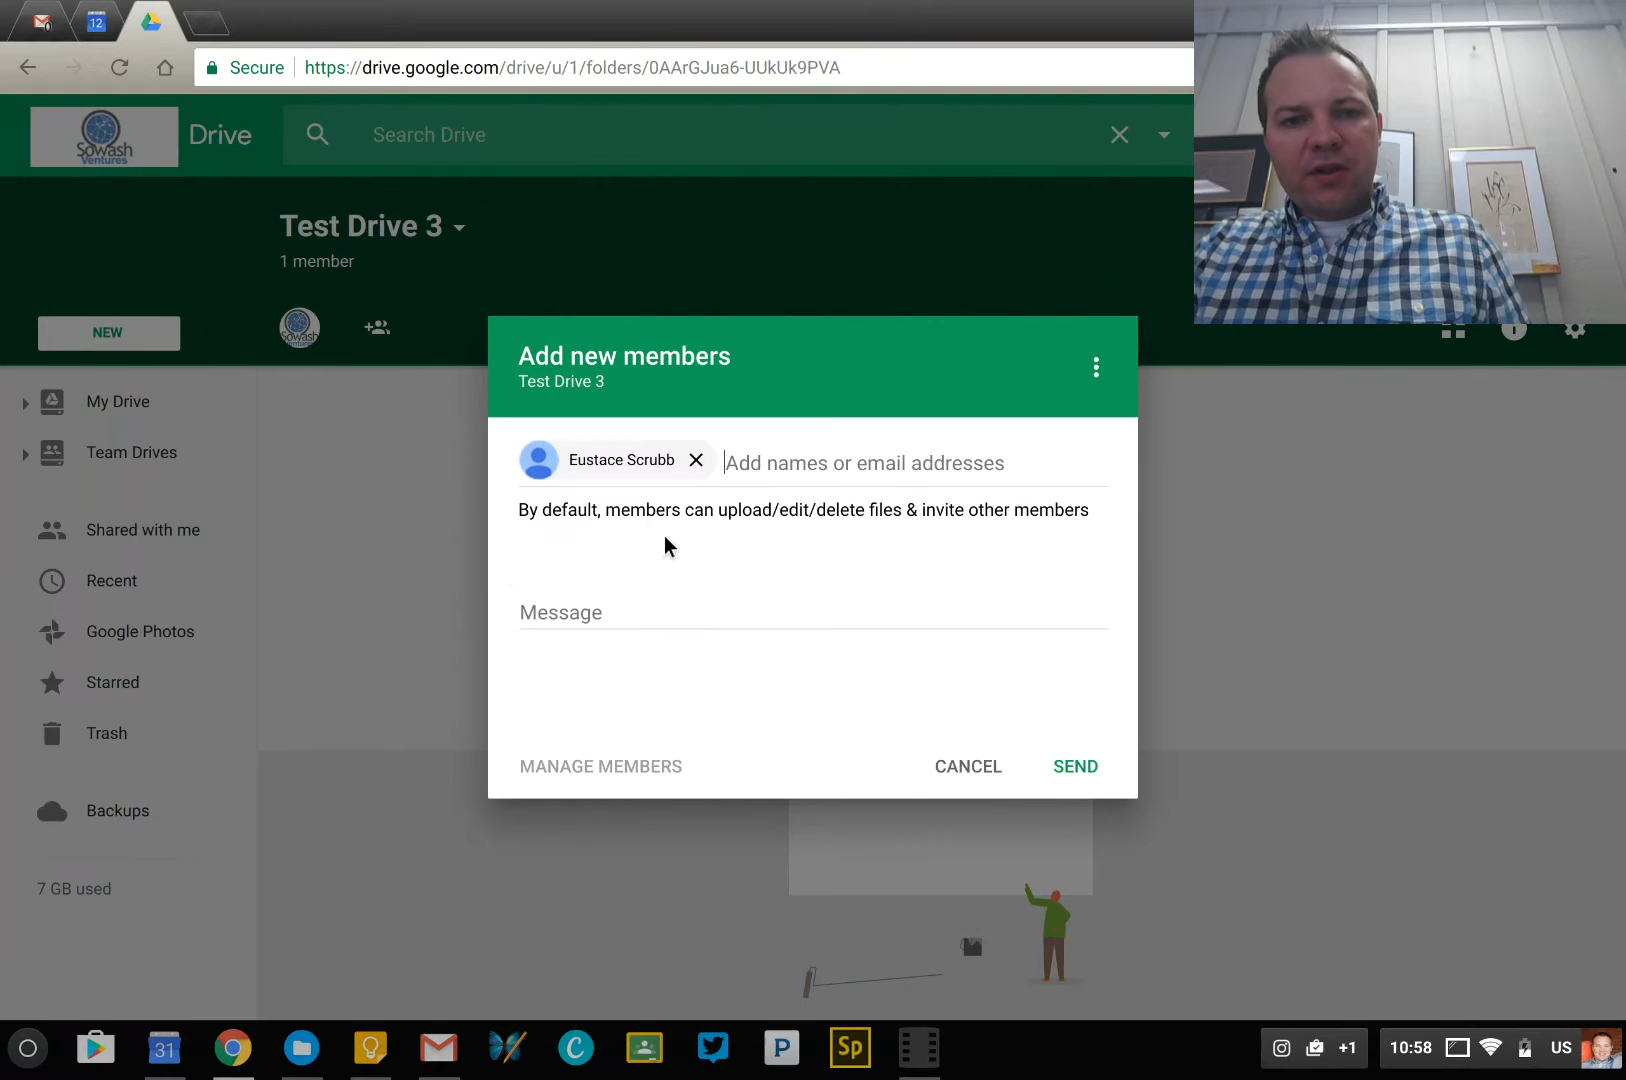 12
Secure
https://drive.google.com/drive/u/1/folders/0AArGJua6-UUkUk9PVA
Sowash
Ventures
Drive
Search Drive
Test Drive 3
1 member
Sowash
NEW
Add new members
Test Drive 3
My Drive
Team Drives
Eustace Scrubb
Add names or email addresses
By default, members can upload/edit/delete files & invite other members
Shared with me
Recent
Message
Google Photos
Starred
Trash
MANAGE MEMBERS
CANCEL
SEND
Backups
7 GB used
31
C
P
Sp
+1
10:58
US